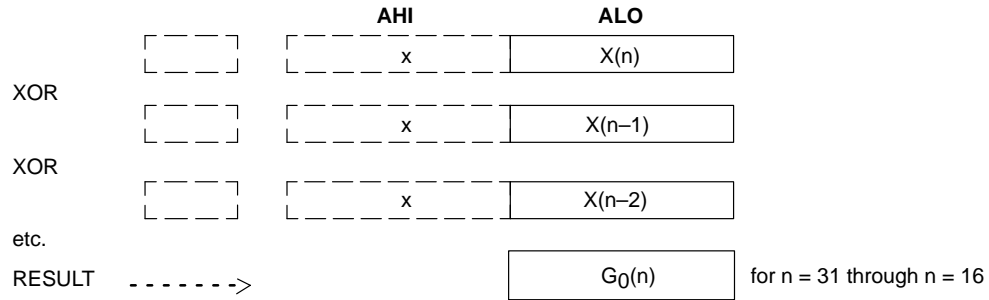 AHI ALO
x X(n)
XOR
x X(n–1)
XOR
x X(n–2)
etc.
RESULT G0(n) for n = 31 through n = 16